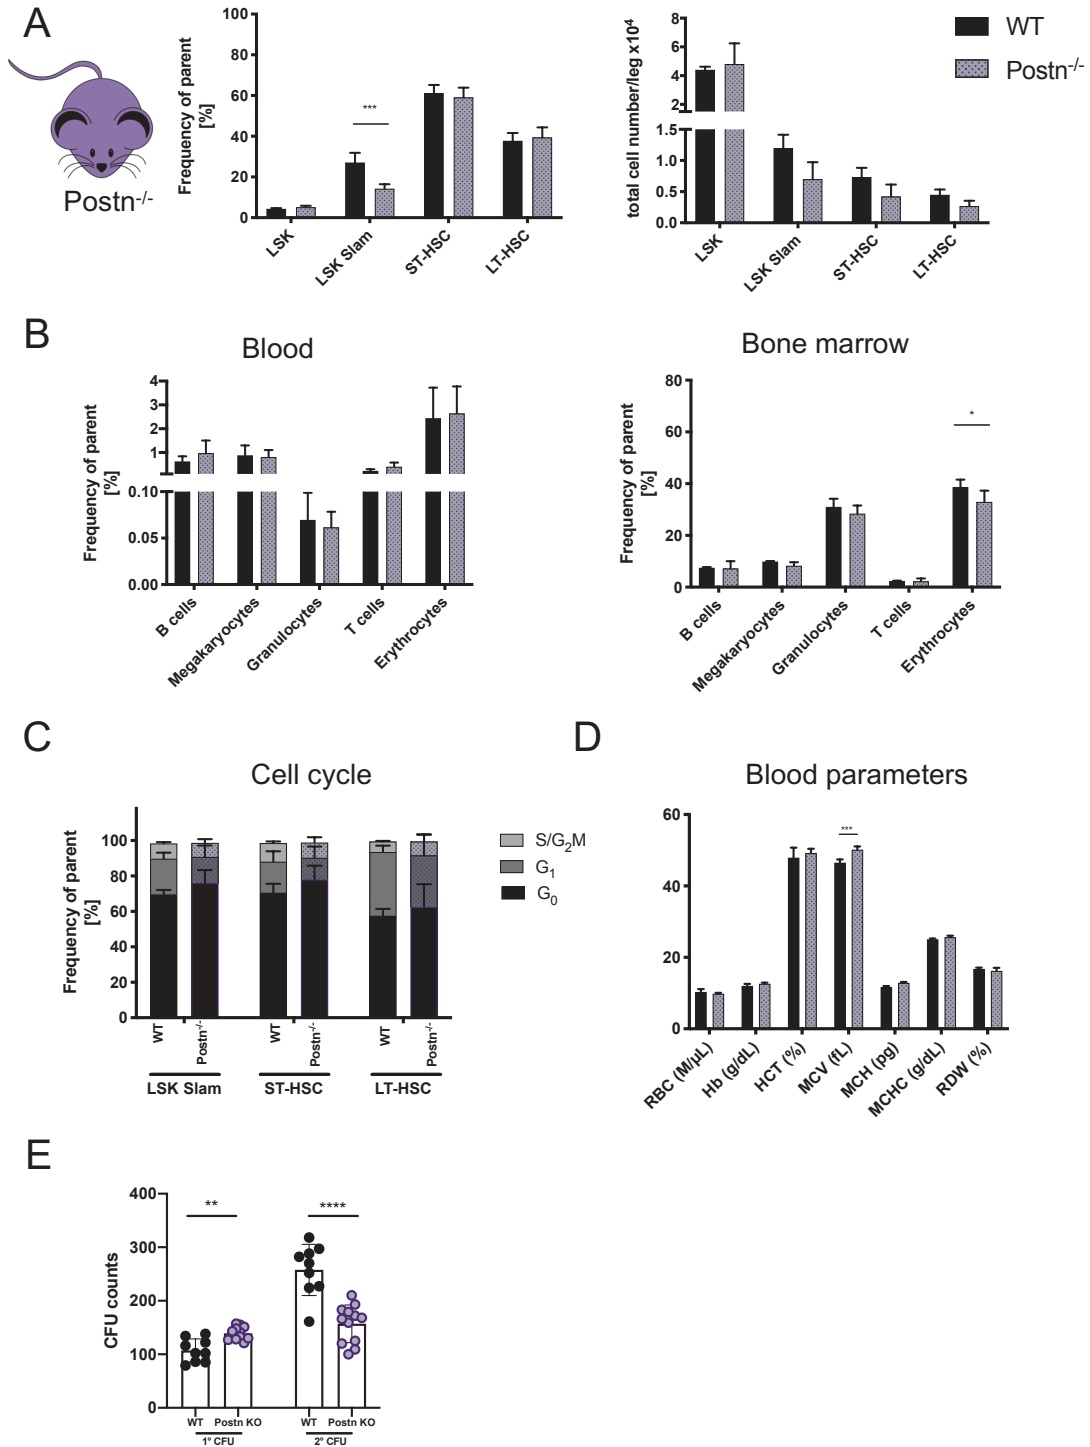 A
Postn-/-
Frequency of parent
[%]
100
80
60
40
20
0
***
LSK
LSK Slam
ST-HSC
LT-HSC
total cell number/leg x10⁴
8
6
4
2
1.5
1.0
0.5
0.0
LSK
LSK Slam
ST-HSC
LT-HSC
WT
Postn-/-
B
Blood
Frequency of parent
[%]
4
3
2
1
0.10
0.05
0.00
B cells
Megakaryocytes
Granulocytes
T cells
Erythrocytes
Bone marrow
Frequency of parent
[%]
80
60
40
20
0
*
B cells
Megakaryocytes
Granulocytes
T cells
Erythrocytes
C
Cell cycle
Frequency of parent
[%]
100
80
60
40
20
0
WT
Postn-/-
WT
Postn-/-
WT
Postn-/-
LSK Slam
ST-HSC
LT-HSC
S/G₂M
G₁
G₀
D
Blood parameters
60
40
20
0
***
RBC (M/µL)
Hb (g/dL)
HCT (%)
MCV (fL)
MCH (pg)
MCHC (g/dL)
RDW (%)
E
CFU counts
400
300
200
100
0
**
****
WT
Postn KO
WT
Postn KO
1° CFU
2° CFU